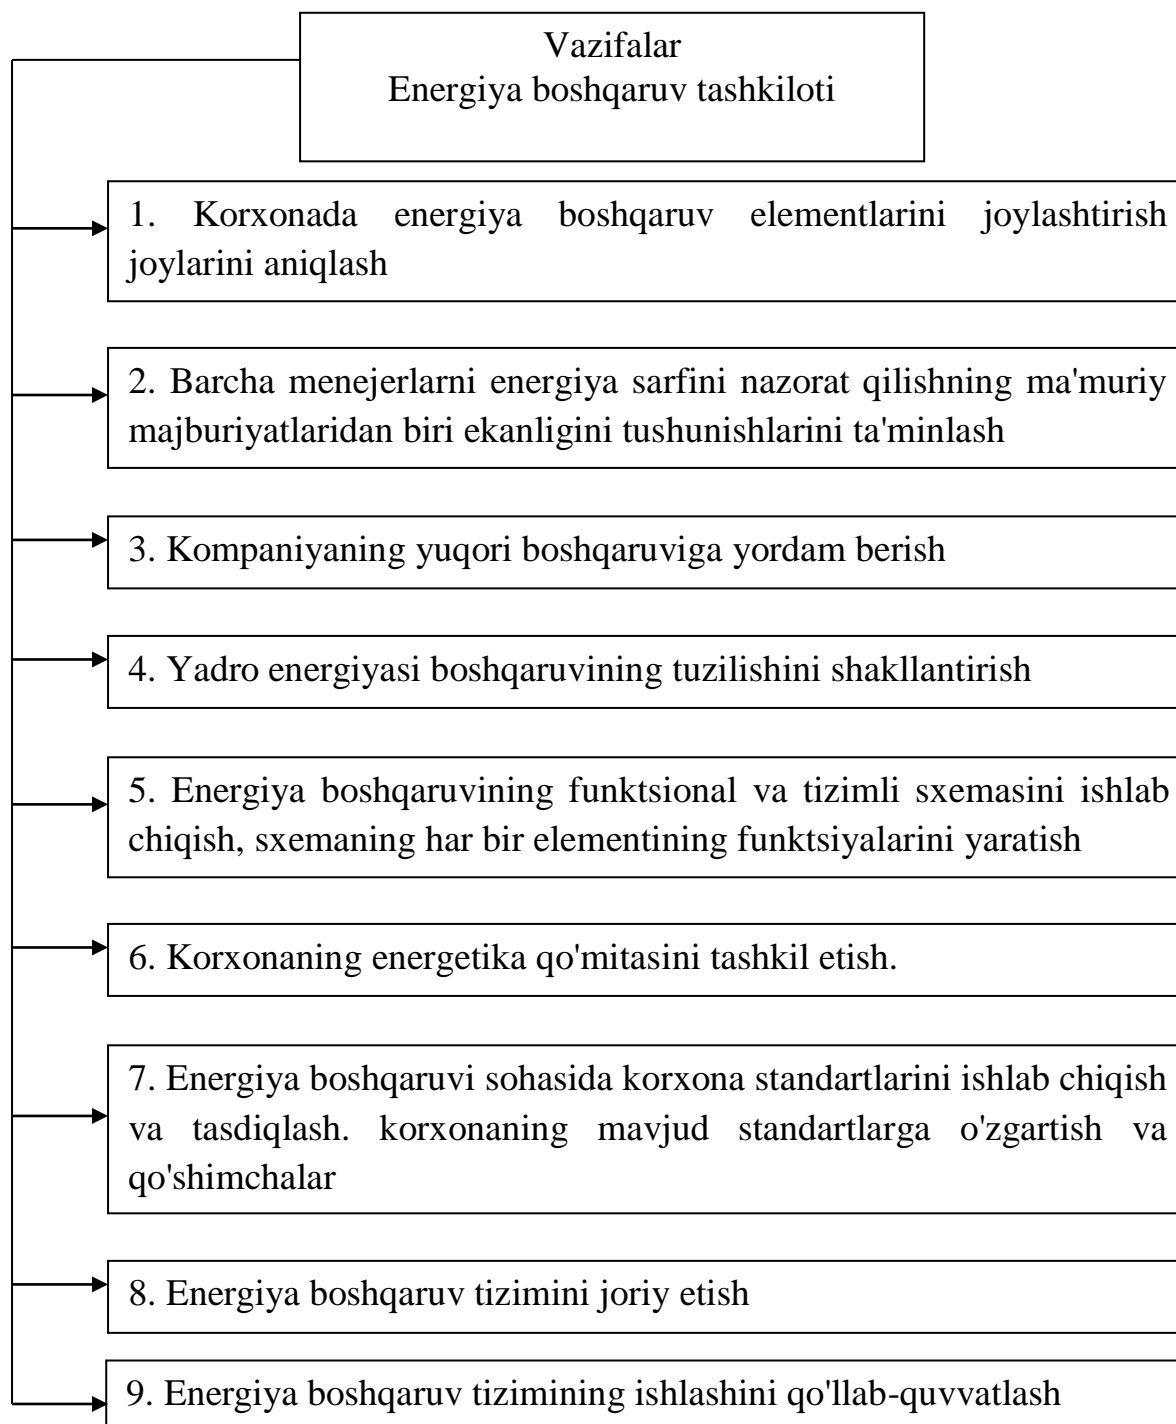 Vazifalar
Energiya boshqaruv tashkiloti
1. Korxonada energiya boshqaruv elementlarini joylashtirish
joylarini aniqlash
2. Barcha menejerlarni energiya sarfini nazorat qilishning ma'muriy
majburiyatlaridan biri ekanligini tushunishlarini ta'minlash
3. Kompaniyaning yuqori boshqaruviga yordam berish
4. Yadro energiyasi boshqaruvining tuzilishini shakllantirish
5. Energiya boshqaruvining funktsional va tizimli sxemasini ishlab
chiqish, sxemaning har bir elementining funktsiyalarini yaratish
6. Korxonaning energetika qo'mitasini tashkil etish.
7. Energiya boshqaruvi sohasida korxona standartlarini ishlab chiqish
va tasdiqlash. korxonaning mavjud standartlarga o'zgartish va
qo'shimchalar
8. Energiya boshqaruv tizimini joriy etish
9. Energiya boshqaruv tizimining ishlashini qo'llab-quvvatlash